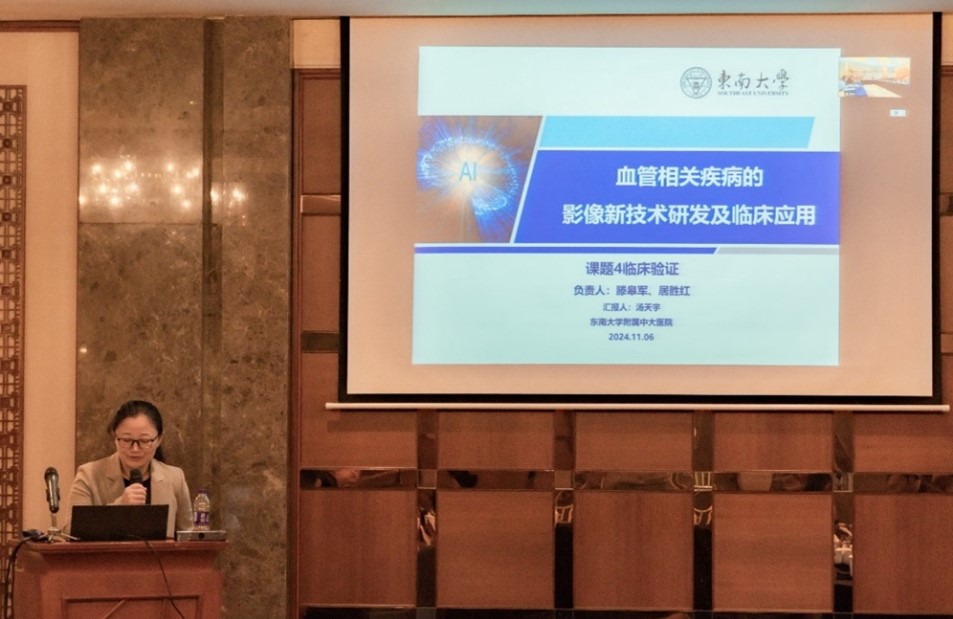 東南大學
SOUTHEAST UNIVERSITY
AI
血管相关疾病的
影像新技术研发及临床应用
课题4临床验证
负责人：滕皋军、居胜红
汇报人：汤天宇
东南大学附属中大医院
2024.11.06